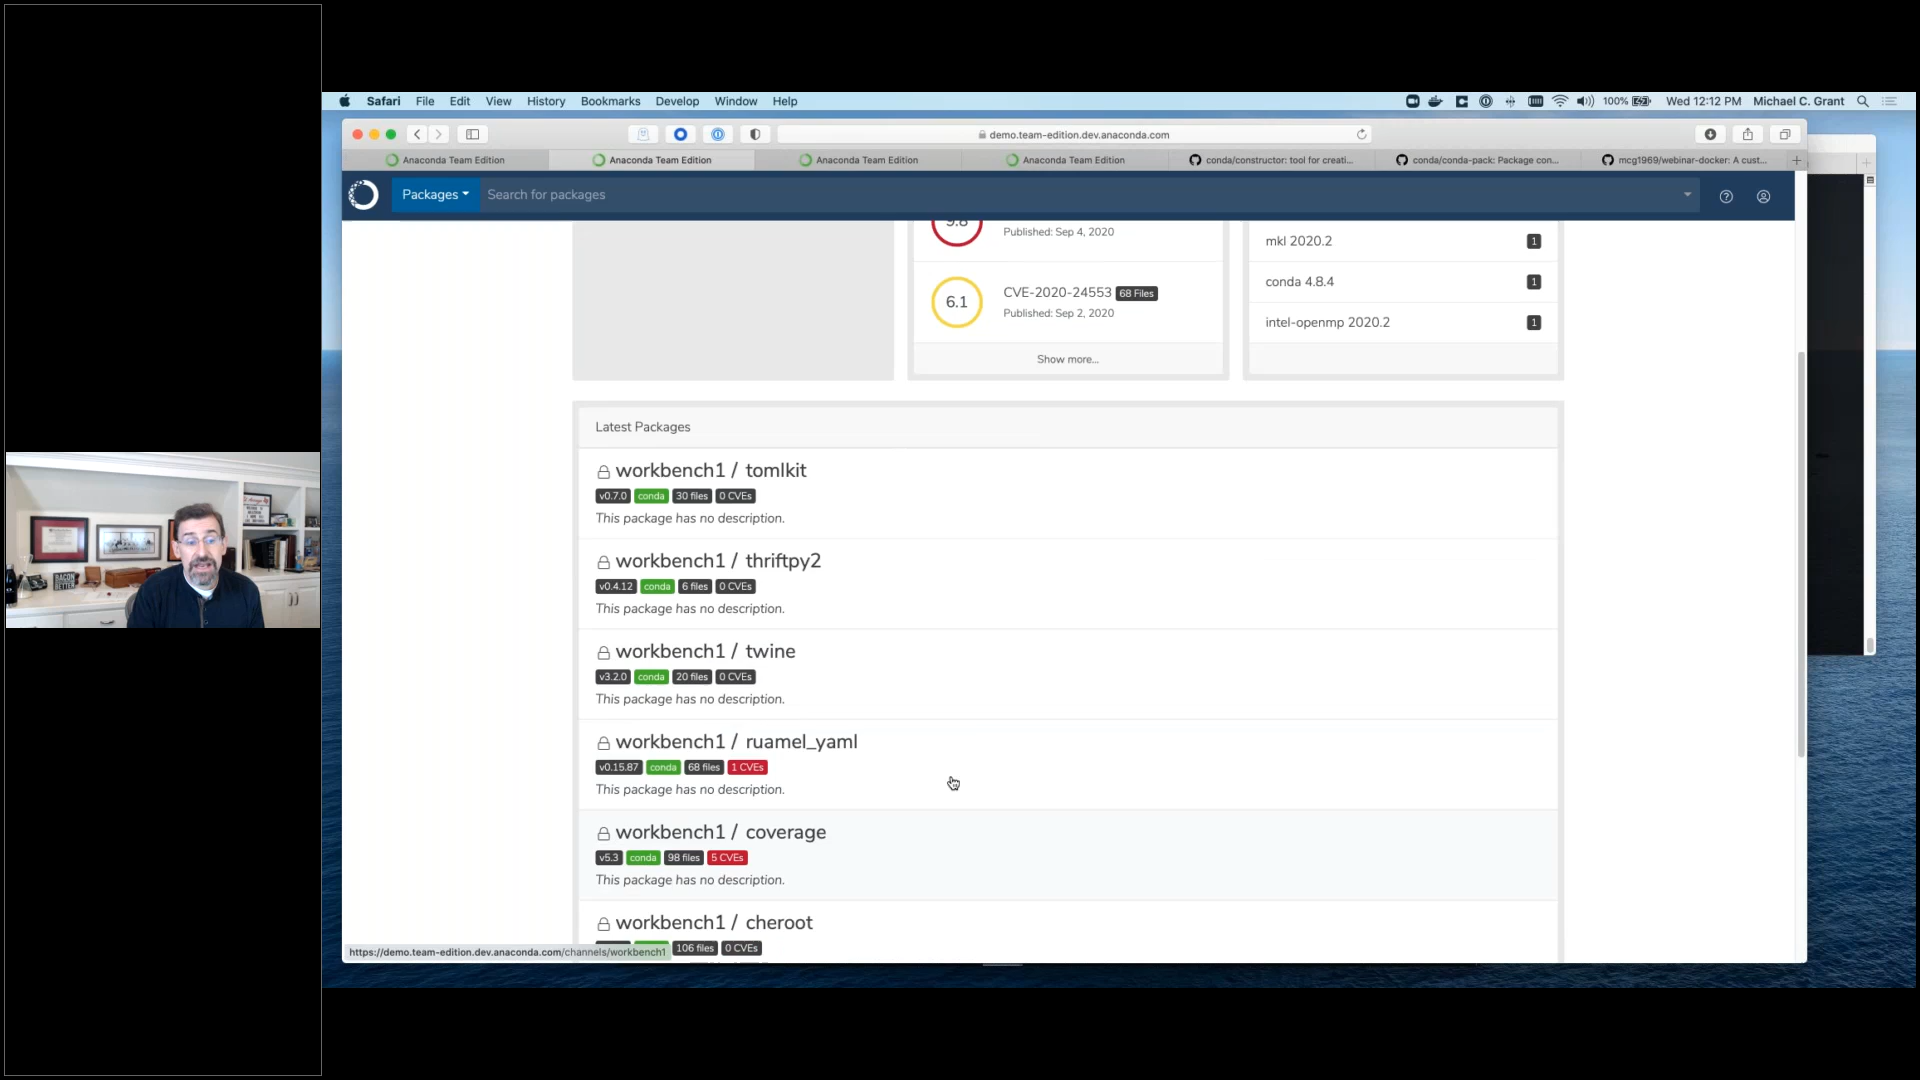 Safari File Edit View History Bookmarks Develop Window Help
100% Wed 12:12 PM Michael C. Grant
demo.team-edition.dev.anaconda.com
Anaconda Team Edition
Anaconda Team Edition
Anaconda Team Edition
Anaconda Team Edition
conda/constructor: tool for creati...
conda/conda-pack: Package con...
mcg1969/webinar-docker: A cust...
Packages Search for packages
9.8
Published: Sep 4, 2020
6.1
CVE-2020-24553 68 Files
Published: Sep 2, 2020
Show more...
mkl 2020.2 1
conda 4.8.4 1
intel-openmp 2020.2 1
Latest Packages
workbench1 / tomlkit
v0.7.0 conda 30 files 0 CVEs
This package has no description.
workbench1 / thriftpy2
v0.4.12 conda 6 files 0 CVEs
This package has no description.
workbench1 / twine
v3.2.0 conda 20 files 0 CVEs
This package has no description.
workbench1 / ruamel_yaml
v0.15.87 conda 68 files 1 CVEs
This package has no description.
workbench1 / coverage
v5.3 conda 98 files 5 CVEs
This package has no description.
workbench1 / cheroot
106 files 0 CVEs
https://demo.team-edition.dev.anaconda.com/channels/workbench1
BACON
BETTER